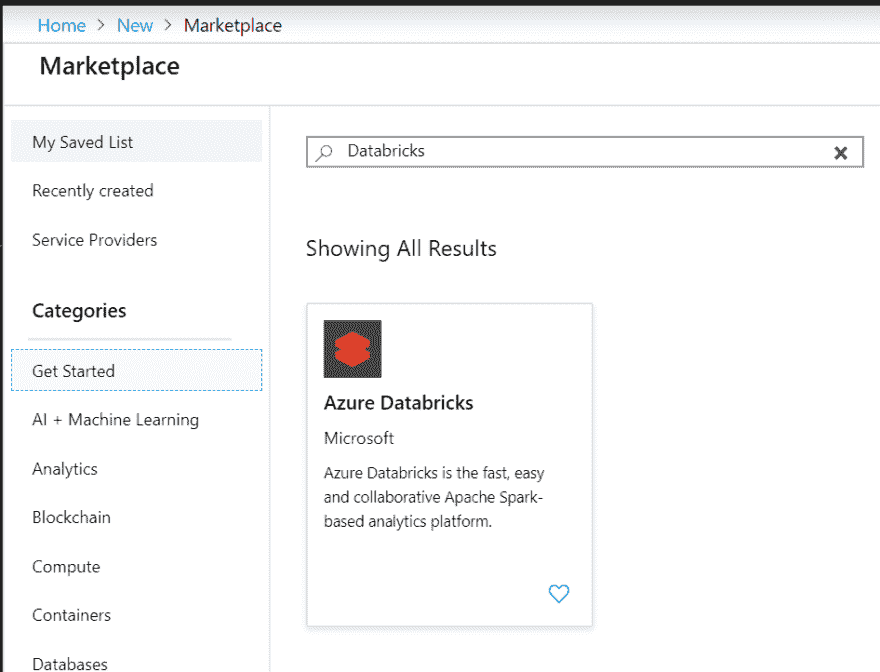 Home > New > Marketplace
Marketplace
My Saved List
Recently created
Service Providers
Categories
Get Started
AI + Machine Learning
Analytics
Blockchain
Compute
Containers
Databases
Databricks
Showing All Results
Azure Databricks
Microsoft
Azure Databricks is the fast, easy
and collaborative Apache Spark-
based analytics platform.